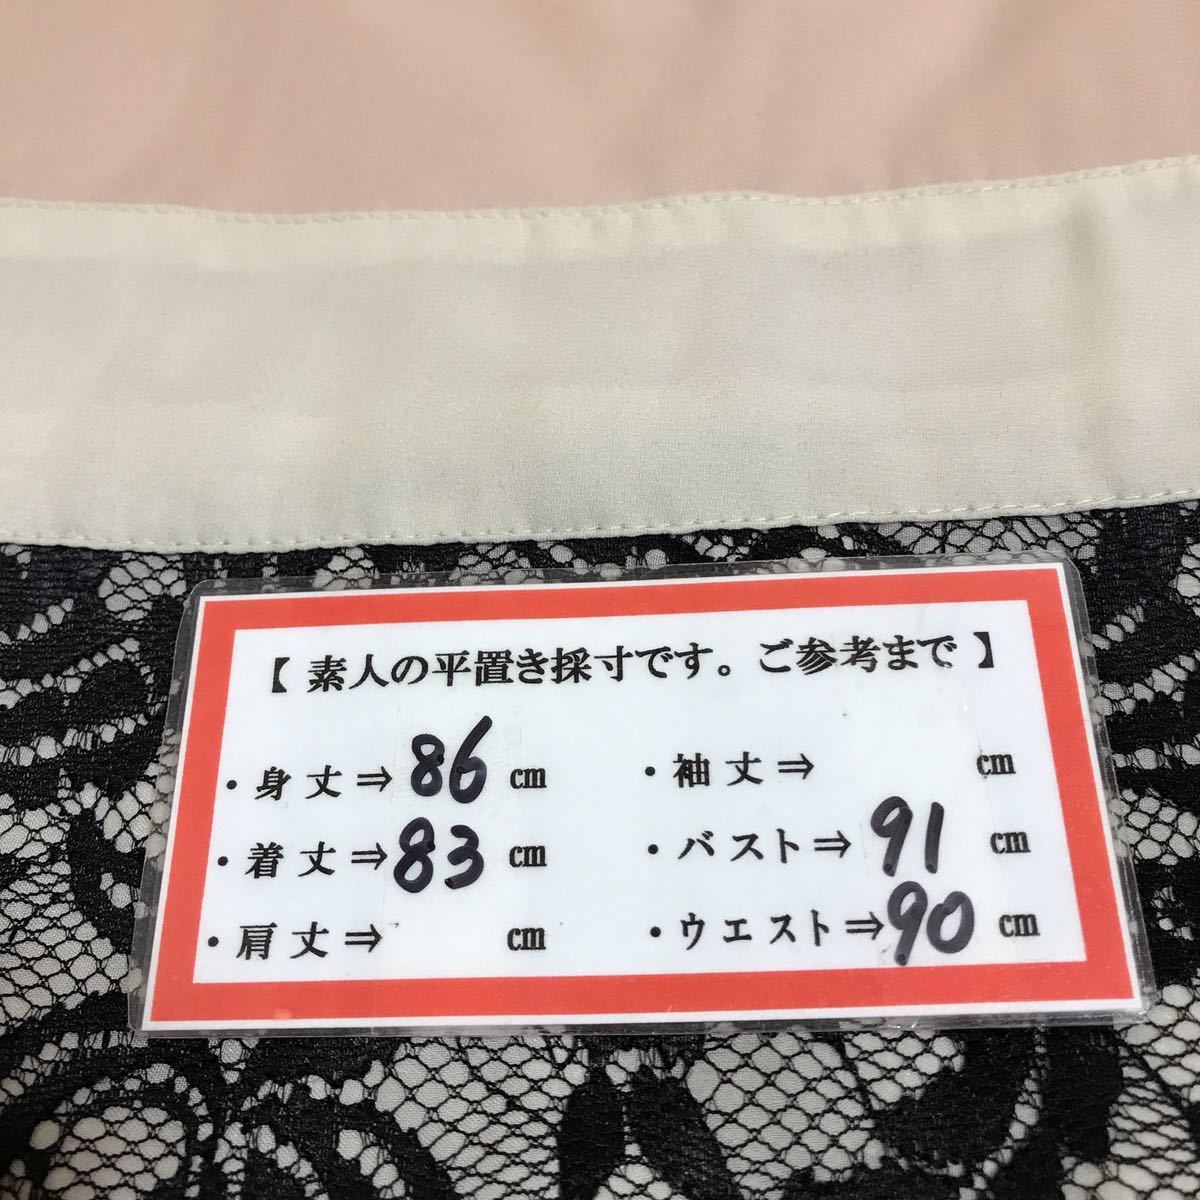 【 素人の平置き採寸です。ご参考まで 】
・身丈⇒86㎝
・着丈⇒83㎝
・肩丈⇒ ㎝
・袖丈⇒ ㎝
・バスト⇒91㎝
・ウエスト⇒90㎝